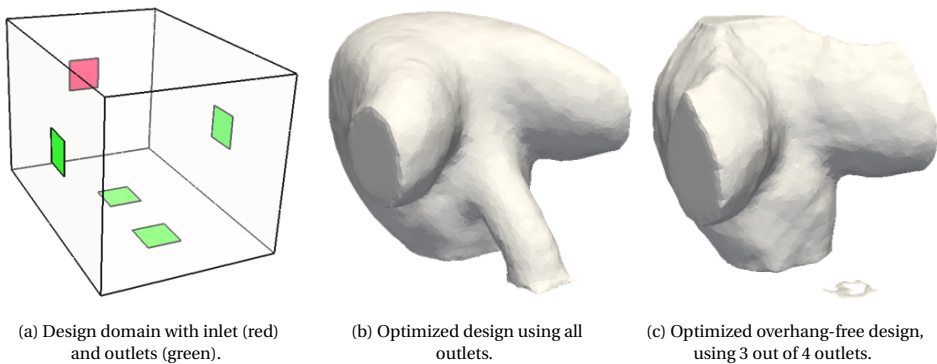 (a) Design domain with inlet (red)
and outlets (green).
(b) Optimized design using all
outlets.
(c) Optimized overhang-free design,
using 3 out of 4 outlets.